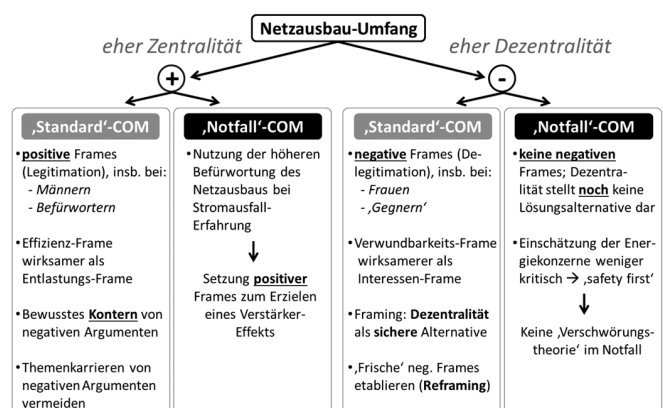 Netzausbau-Umfang
eher Zentralität
eher Dezentralität
+
-
‚Standard‘-COM
•positive Frames
(Legitimation), insb. bei:
- Männern
- Befürwortern
•Effizienz-Frame
wirksamer als
Entlastungs-Frame
•Bewusstes Kontern von
negativen Argumenten
•Themenkarrieren von
negativen Argumenten
vermeiden
‚Notfall‘-COM
•Nutzung der höheren
Befürwortung des
Netzausbaus bei
Stromausfall-
Erfahrung
Setzung positiver
Frames zum Erzielen
eines Verstärker-
Effekts
‚Standard‘-COM
•negative Frames (De-
legitimation), insb. bei:
- Frauen
- ‚Gegnern‘
•Verwundbarkeits-Frame
wirksamerer als
Interessen-Frame
•Framing: Dezentralität
als sichere Alternative
•‚Frische‘ neg. Frames
etablieren (Reframing)
‚Notfall‘-COM
•keine negativen
Frames; Dezentra-
lität stellt noch keine
Lösungsalternative dar
•Einschätzung der Ener-
giekonzerne weniger
kritisch → ‚safety first‘
Keine ‚Verschwörungs-
theorie‘ im Notfall